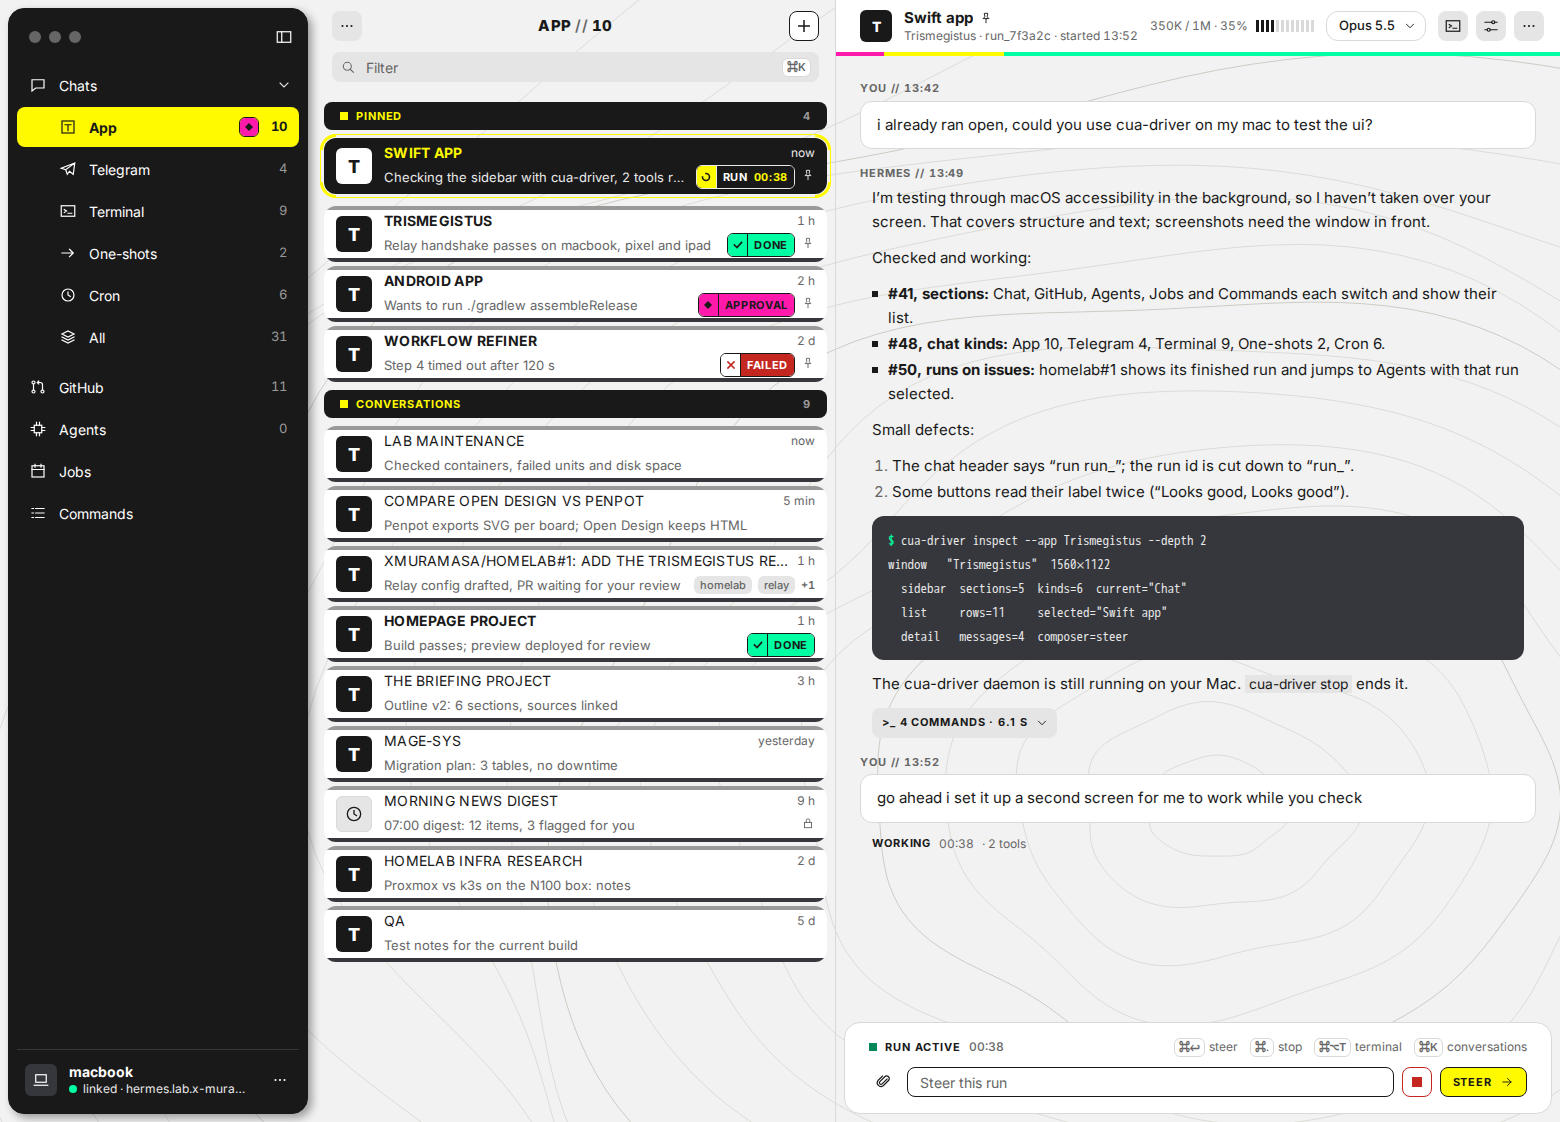 Chats
App 10
Telegram 4
Terminal 9
One-shots 2
Cron 6
All 31
GitHub 11
Agents 0
Jobs
Commands
macbook
linked · hermes.lab.x-mura...
APP // 10
Filter ⌘K
PINNED 4
T SWIFT APP now
Checking the sidebar with cua-driver, 2 tools r... RUN 00:38
T TRISMEGISTUS 1 h
Relay handshake passes on macbook, pixel and ipad DONE
T ANDROID APP 2 h
Wants to run ./gradlew assembleRelease APPROVAL
T WORKFLOW REFINER 2 d
Step 4 timed out after 120 s FAILED
CONVERSATIONS 9
T LAB MAINTENANCE now
Checked containers, failed units and disk space
T COMPARE OPEN DESIGN VS PENPOT 5 min
Penpot exports SVG per board; Open Design keeps HTML
T XMURAMASA/HOMELAB#1: ADD THE TRISMEGISTUS RE... 1 h
Relay config drafted, PR waiting for your review homelab relay +1
T HOMEPAGE PROJECT 1 h
Build passes; preview deployed for review DONE
T THE BRIEFING PROJECT 3 h
Outline v2: 6 sections, sources linked
T MAGE-SYS yesterday
Migration plan: 3 tables, no downtime
MORNING NEWS DIGEST 9 h
07:00 digest: 12 items, 3 flagged for you
T HOMELAB INFRA RESEARCH 2 d
Proxmox vs k3s on the N100 box: notes
T QA 5 d
Test notes for the current build
T Swift app
Trismegistus · run_7f3a2c · started 13:52
350K / 1M · 35%
Opus 5.5
YOU // 13:42
i already ran open, could you use cua-driver on my mac to test the ui?
HERMES // 13:49
I’m testing through macOS accessibility in the background, so I haven’t taken over your
screen. That covers structure and text; screenshots need the window in front.
Checked and working:
#41, sections: Chat, GitHub, Agents, Jobs and Commands each switch and show their
list.
#48, chat kinds: App 10, Telegram 4, Terminal 9, One-shots 2, Cron 6.
#50, runs on issues: homelab#1 shows its finished run and jumps to Agents with that run
selected.
Small defects:
1. The chat header says “run run_”; the run id is cut down to “run_”.
2. Some buttons read their label twice (“Looks good, Looks good”).
$ cua-driver inspect --app Trismegistus --depth 2
window "Trismegistus" 1560×1122
sidebar sections=5 kinds=6 current="Chat"
list rows=11 selected="Swift app"
detail messages=4 composer=steer
The cua-driver daemon is still running on your Mac. cua-driver stop ends it.
>_ 4 COMMANDS · 6.1 S
YOU // 13:52
go ahead i set it up a second screen for me to work while you check
WORKING 00:38 · 2 tools
RUN ACTIVE 00:38
⌘↩ steer ⌘. stop ⌘⌥T terminal ⌘K conversations
Steer this run
STEER →